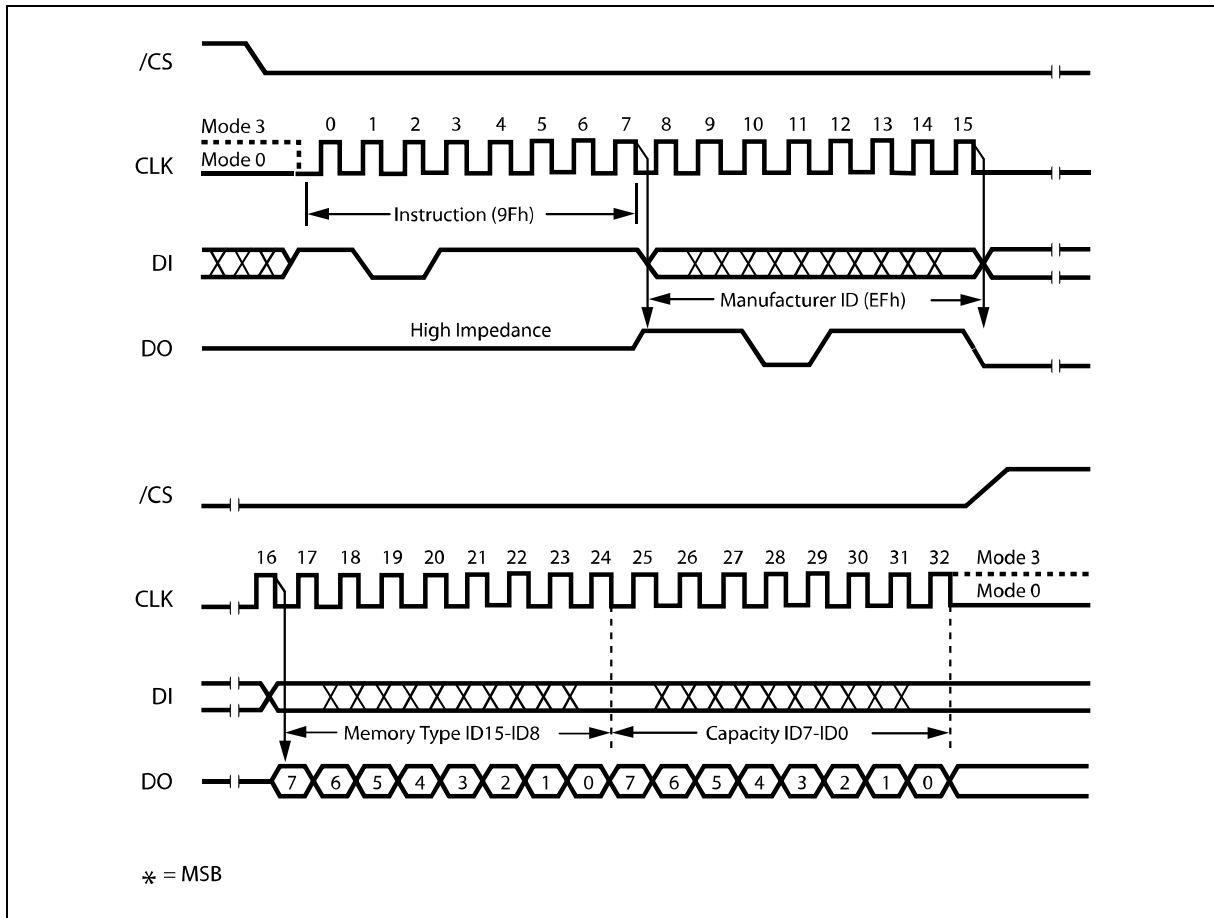 /CS
Mode 3
0 1 2 3 4 5 6 7 8 9 10 11 12 13 14 15
Mode 0
CLK
Instruction (9Fh)
DI
Manufacturer ID (EFh)
High Impedance
DO
/CS
16 17 18 19 20 21 22 23 24 25 26 27 28 29 30 31 32
Mode 3
CLK
Mode 0
DI
Memory Type ID15-ID8
Capacity ID7-ID0
DO
7 6 5 4 3 2 1 0 7 6 5 4 3 2 1 0
* = MSB